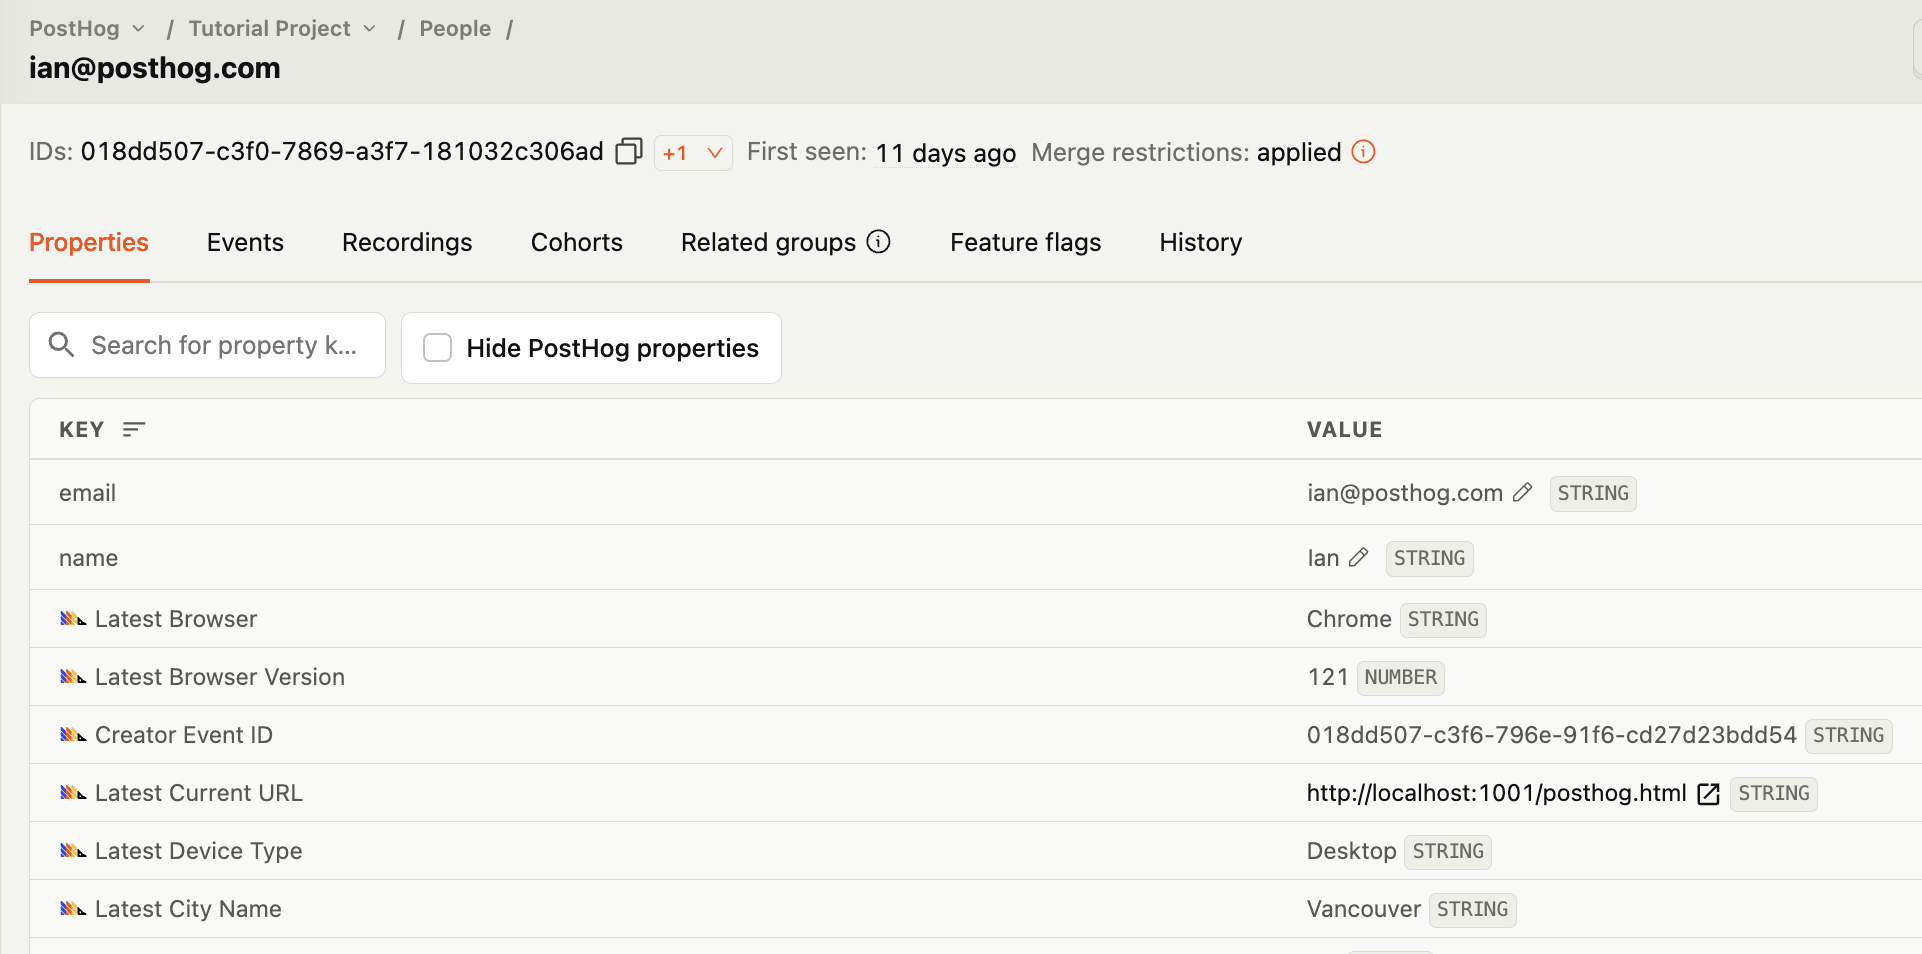 PostHog / Tutorial Project / People /
ian@posthog.com
IDs: 018dd507-c3f0-7869-a3f7-181032c306ad +1 First seen: 11 days ago Merge restrictions: applied
Properties Events Recordings Cohorts Related groups Feature flags History
Search for property k... Hide PostHog properties
KEY VALUE
email ian@posthog.com STRING
name Ian STRING
Latest Browser Chrome STRING
Latest Browser Version 121 NUMBER
Creator Event ID 018dd507-c3f6-796e-91f6-cd27d23bdd54 STRING
Latest Current URL http://localhost:1001/posthog.html STRING
Latest Device Type Desktop STRING
Latest City Name Vancouver STRING